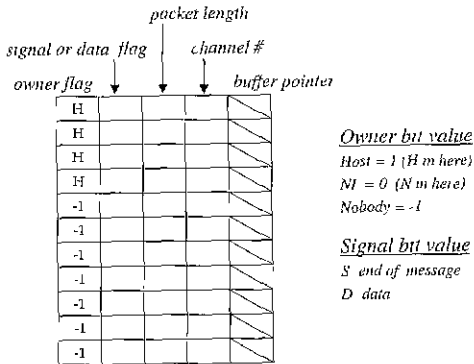 packet length
signal or data flag
channel #
owner flag
buffer pointer
H
H
H
H
-1
-1
-1
-1
-1
-1
-1
Owner bit value
Host = 1 (H in here)
NI = 0 (N in here)
Nobody = -1
Signal bit value
S end of message
D data